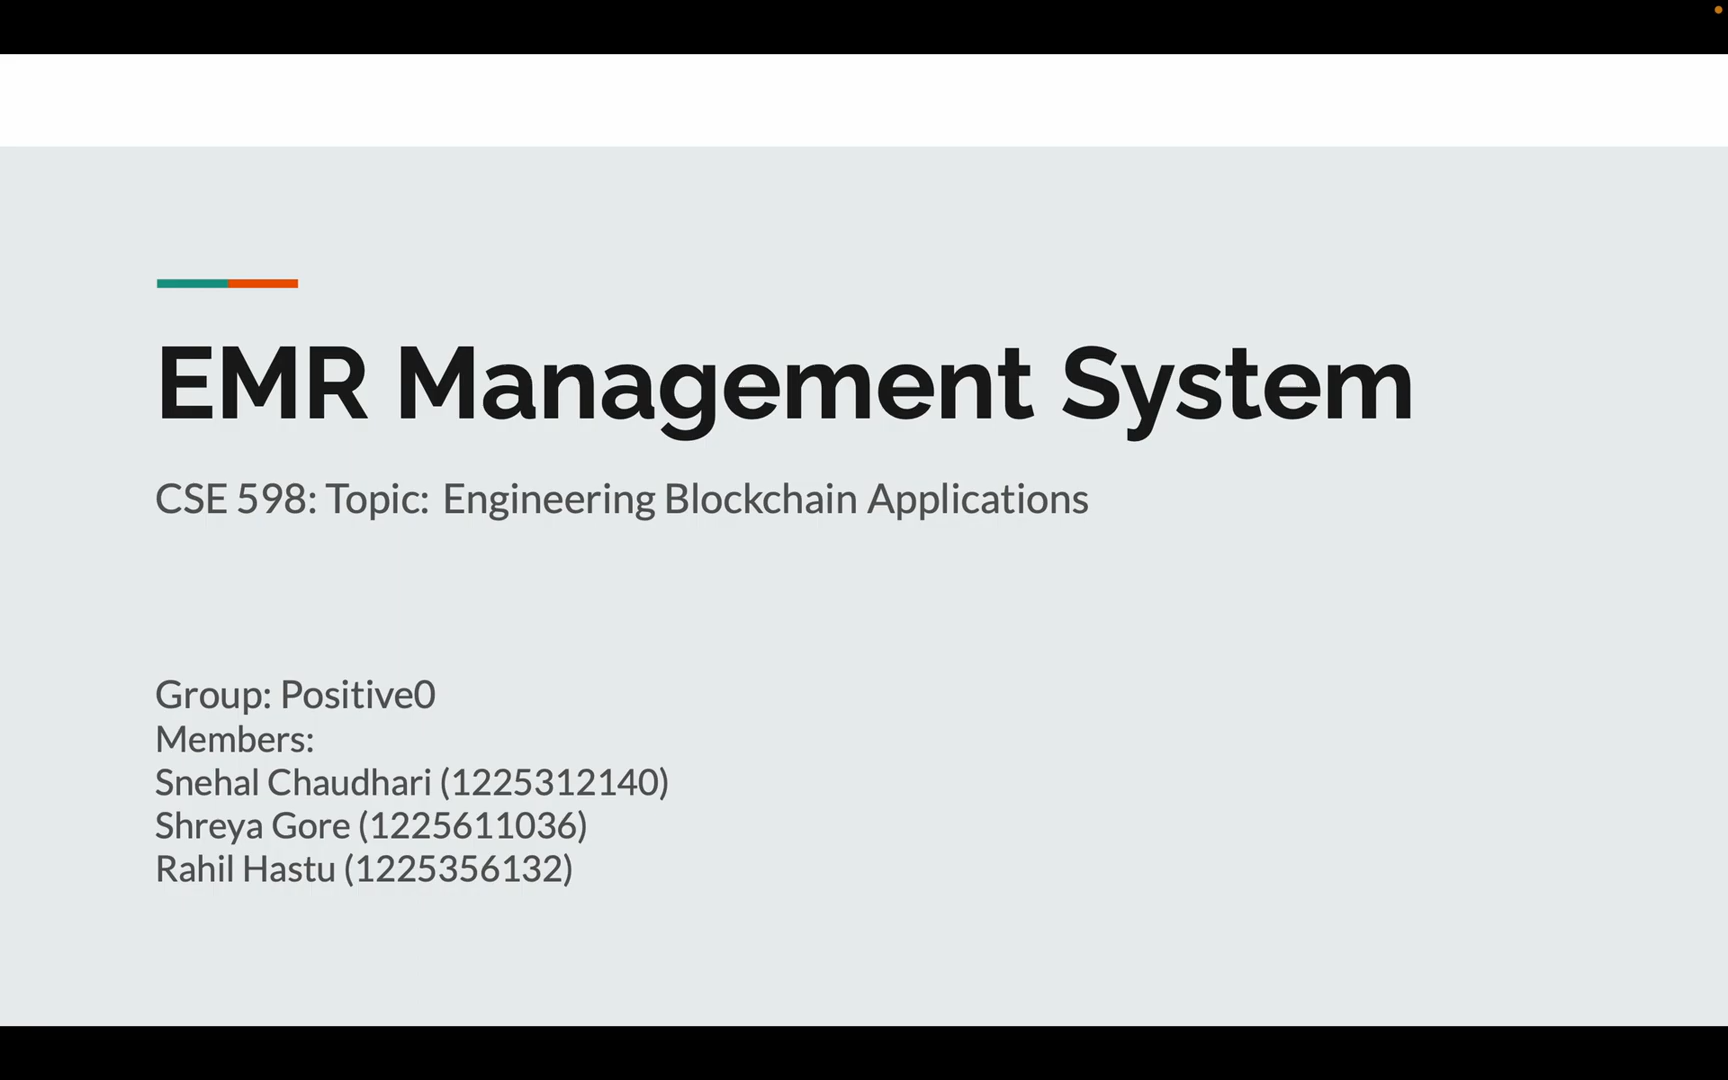 EMR Management System
CSE 598: Topic: Engineering Blockchain Applications
Group: Positive0
Members:
Snehal Chaudhari (1225312140)
Shreya Gore (1225611036)
Rahil Hastu (1225356132)